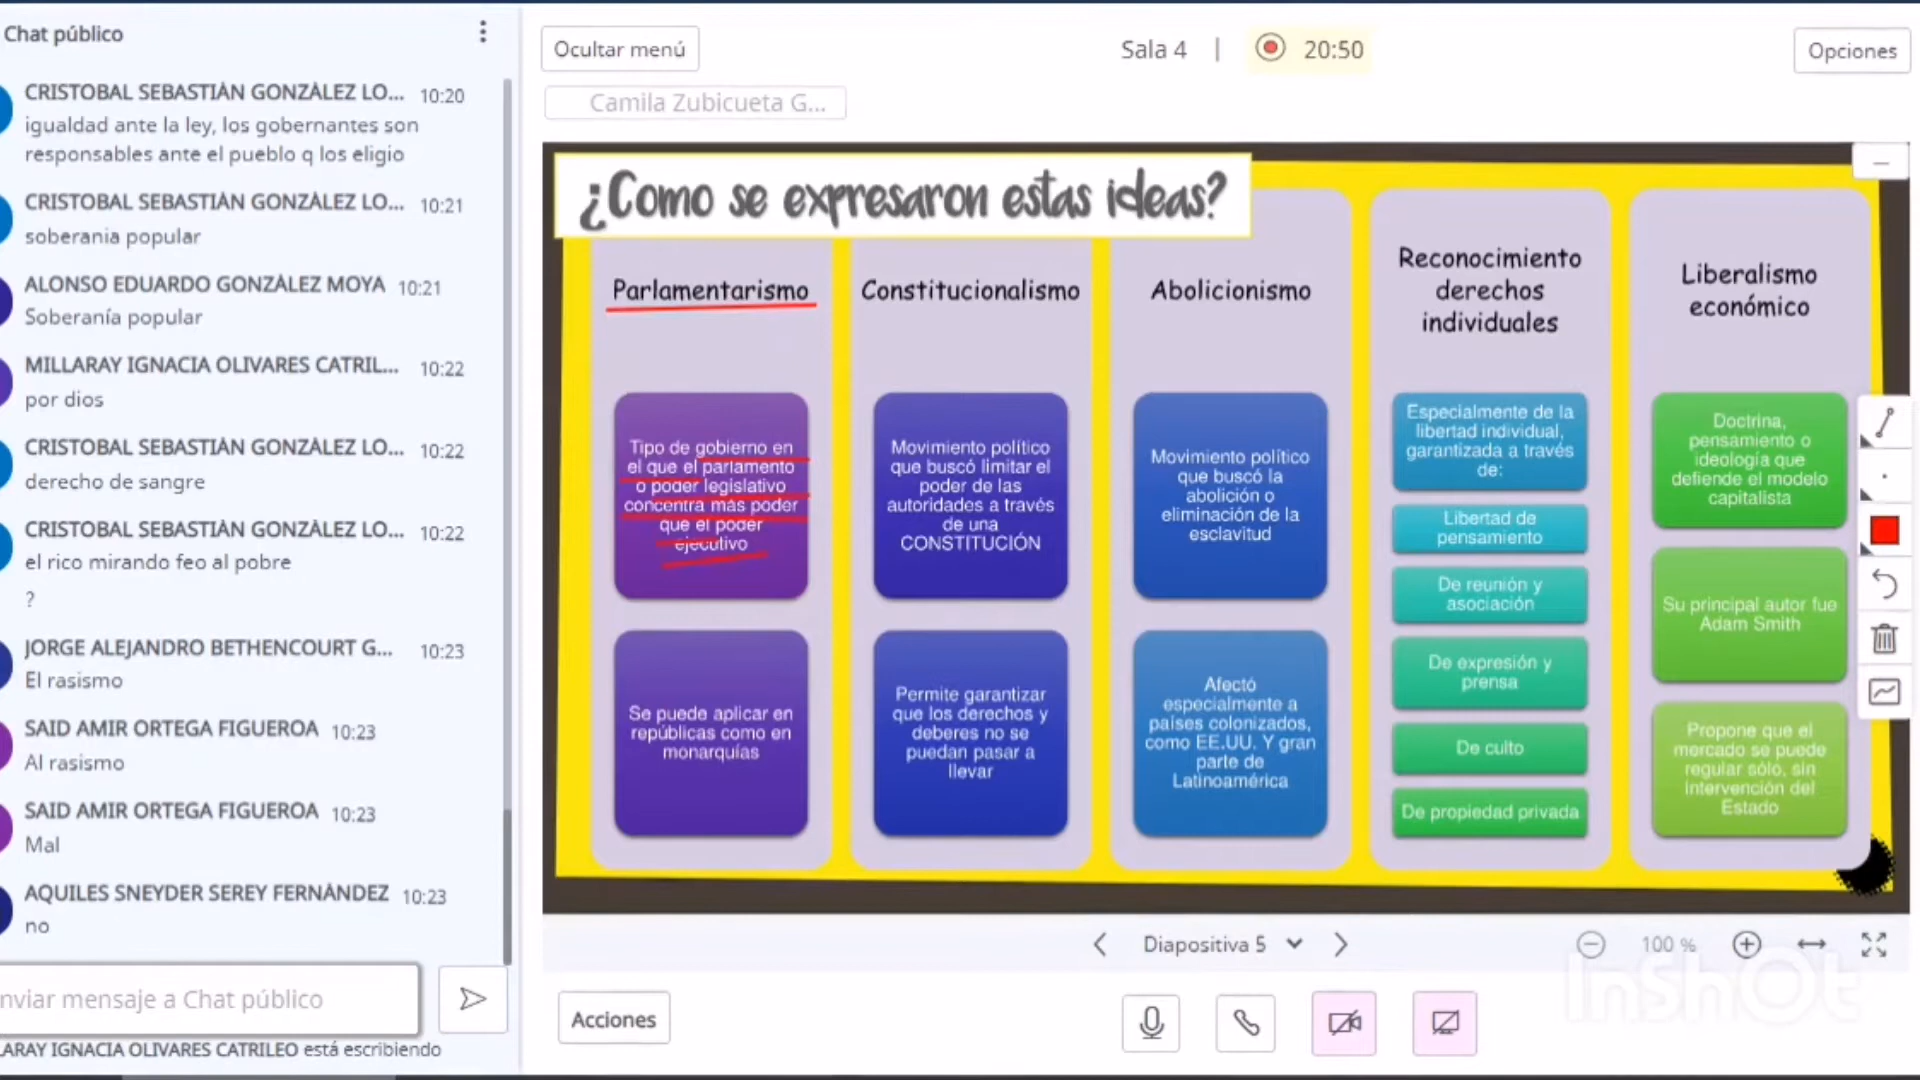 Chat público
CRISTOBAL SEBASTIÀN GONZÀLEZ LO... 10:20
igualdad ante la ley, los gobernantes son
responsables ante el pueblo q los eligio
CRISTOBAL SEBASTIÀN GONZÀLEZ LO... 10:21
soberania popular
ALONSO EDUARDO GONZÀLEZ MOYA 10:21
Soberanía popular
MILLARAY IGNACIA OLIVARES CATRIL... 10:22
por dios
CRISTOBAL SEBASTIÀN GONZÀLEZ LO... 10:22
derecho de sangre
CRISTOBAL SEBASTIÀN GONZÀLEZ LO... 10:22
el rico mirando feo al pobre
?
JORGE ALEJANDRO BETHENCOURT G... 10:23
El rasismo
SAID AMIR ORTEGA FIGUEROA 10:23
Al rasismo
SAID AMIR ORTEGA FIGUEROA 10:23
Mal
AQUILES SNEYDER SEREY FERNÀNDEZ 10:23
no
nviar mensaje a Chat público
LARAY IGNACIA OLIVARES CATRILEO está escribiendo
Ocultar menú
Sala 4 | 20:50
Opciones
Camila Zubicueta G...
¿Como se expresaron estas ideas?
Parlamentarismo
Tipo de gobierno en
el que el parlamento
o poder legislativo
concentra más poder
que el poder
ejecutivo
Se puede aplicar en
repúblicas como en
monarquías
Constitucionalismo
Movimiento político
que buscó limitar el
poder de las
autoridades a través
de una
CONSTITUCIÓN
Permite garantizar
que los derechos y
deberes no se
puedan pasar a
llevar
Abolicionismo
Movimiento político
que buscó la
abolición o
eliminación de la
esclavitud
Afectó
especialmente a
países colonizados,
como EE.UU. Y gran
parte de
Latinoamérica
Reconocimiento
derechos
individuales
Especialmente de la
libertad individual,
garantizada a través
de:
Libertad de
pensamiento
De reunión y
asociación
De expresión y
prensa
De culto
De propiedad privada
Liberalismo
económico
Doctrina,
pensamiento o
ideología que
defiende el modelo
capitalista
Su principal autor fue
Adam Smith
Propone que el
mercado se puede
regular sólo, sin
intervención del
Estado
Diapositiva 5
100 %
Acciones
InShOt